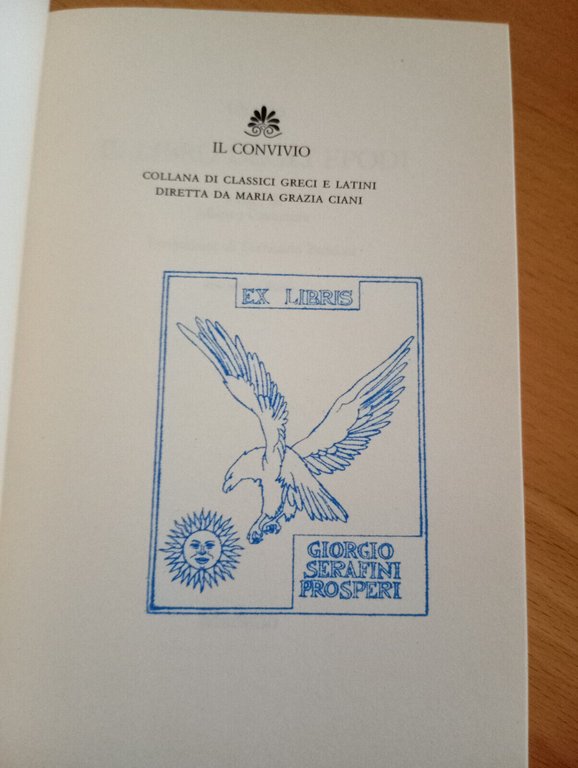 IL CONVIVIO
COLLANA DI CLASSICI GRECI E LATINI
DIRETTA DA MARIA GRAZIA CIANI
EX LIBRIS
GIORGIO
SERAFINI
PROSPERI